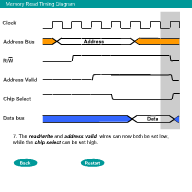 Memory Read Timing Diagram
Clock
Address Bus
Address
R/W
Address Valid
Chip Select
Data bus
Data
7. The read/write and address valid wires can now both be set low,
while the chip select can be set high.
Back
Restart